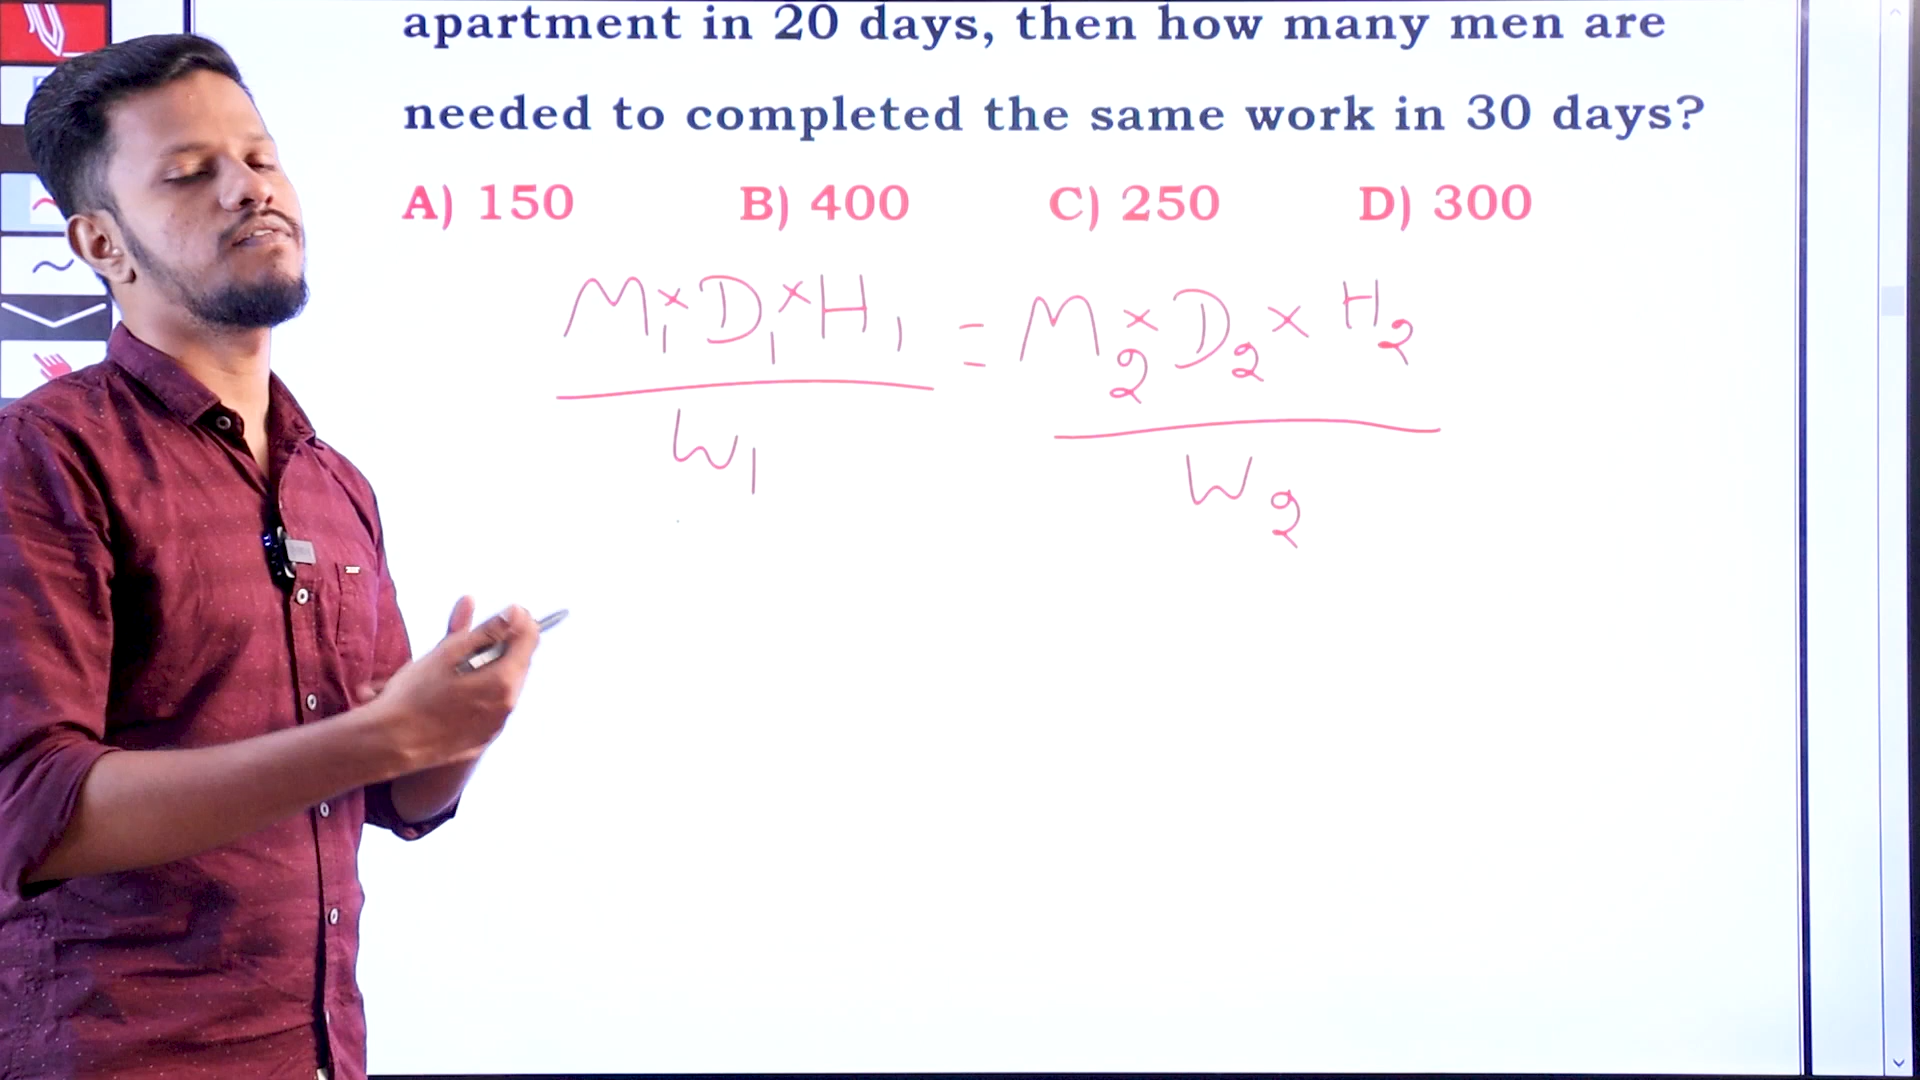 apartment in 20 days, then how many men are
needed to completed the same work in 30 days?
A) 150 B) 400 C) 250 D) 300
M₁ × D₁ × H₁ = M₂ × D₂ × H₂
W₁ W₂